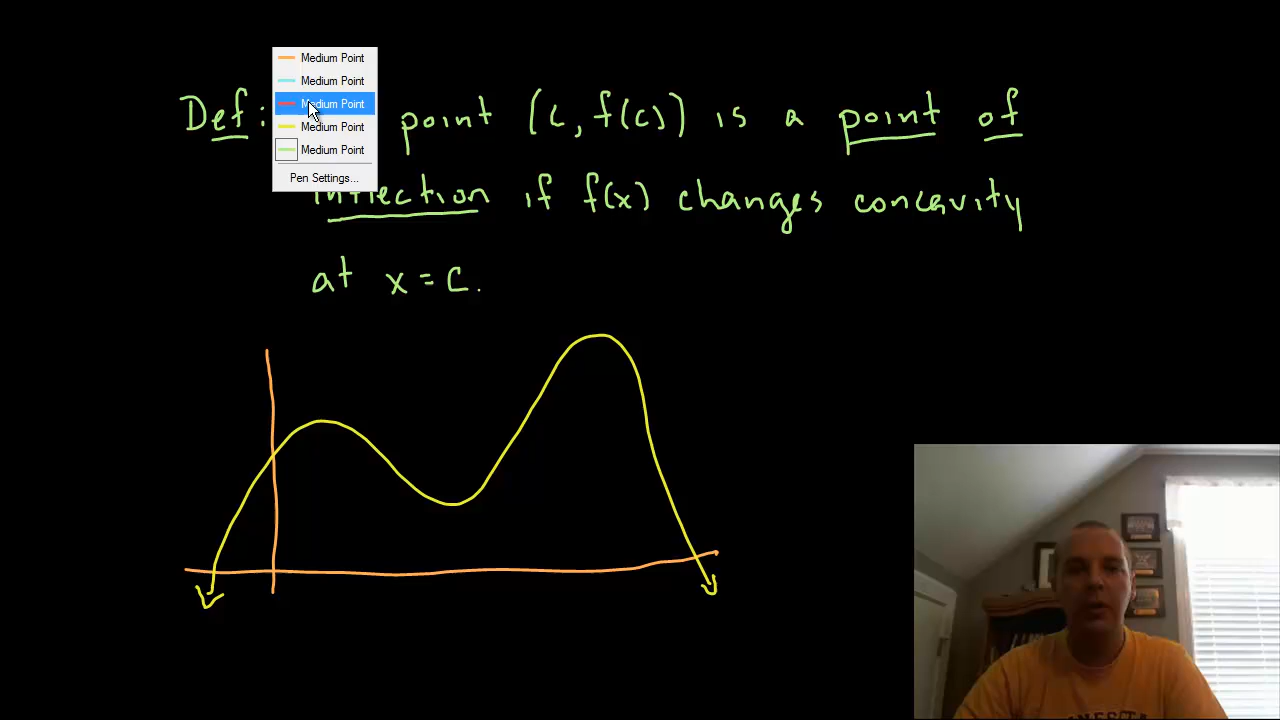 Medium Point
Medium Point
Medium Point
Medium Point
Medium Point
Pen Settings...
Def: point (c, f(c)) is a point of
inflection if f(x) changes concavity
at x = c.